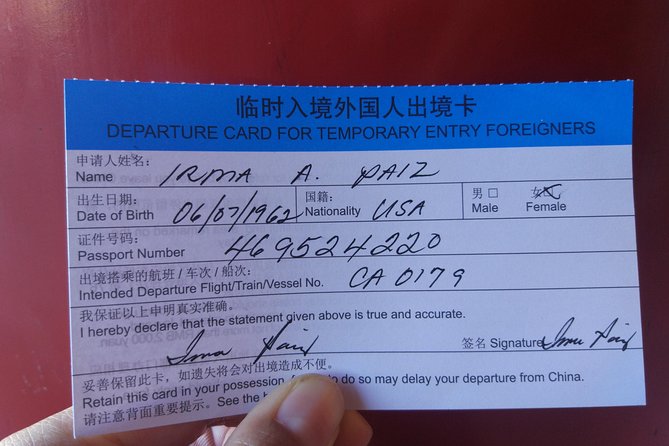 临时入境外国人出境卡
DEPARTURE CARD FOR TEMPORARY ENTRY FOREIGNERS
申请人姓名:
Name IRMA A. PAIZ
出生日期: 国籍: 男 □ 女
Date of Birth 06/07/1962 Nationality USA Male Female
证件号码:
Passport Number 469524220
出境搭乘的航班 / 车次 / 船次:
Intended Departure Flight/Train/Vessel No. CA 0179
我保证以上申明真实准确。
I hereby declare that the statement given above is true and accurate.
签名 Signature
妥善保留此卡，如遗失将会对出境造成不便。
Retain this card in your possession, to do so may delay your departure from China.
请注意背面重要提示。See the